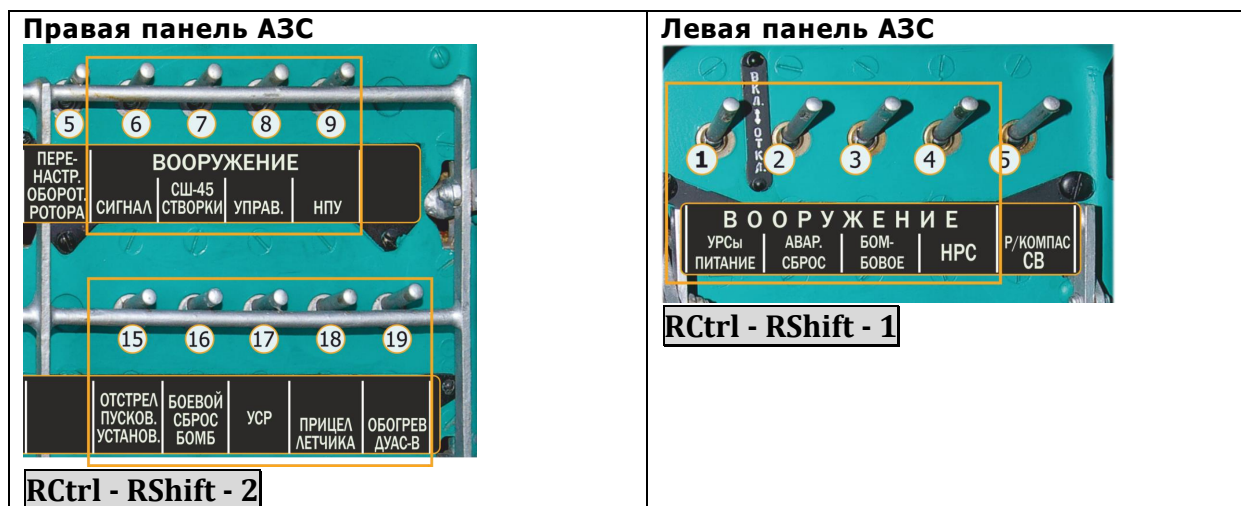 Правая панель АЗС
5
6
7
8
9
ПЕРЕ-
НАСТР.
ОБОРОТ.
РОТОРА
ВООРУЖЕНИЕ
СИГНАЛ
СШ-45
СТВОРКИ
УПРАВ.
НПУ
15
16
17
18
19
ОТСТРЕЛ
ПУСКОВ.
УСТАНОВ.
БОЕВОЙ
СБРОС
БОМБ
УСР
ПРИЦЕЛ
ЛЕТЧИКА
ОБОГРЕВ
ДУАС-В
RCtrl - RShift - 2
Левая панель АЗС
ВКЛ. ОТКЛ.
1
2
3
4
5
ВООРУЖЕНИЕ
УРСы
ПИТАНИЕ
АВАР.
СБРОС
БОМ-
БОВОЕ
НРС
Р/КОМПАС
СВ
RCtrl - RShift - 1